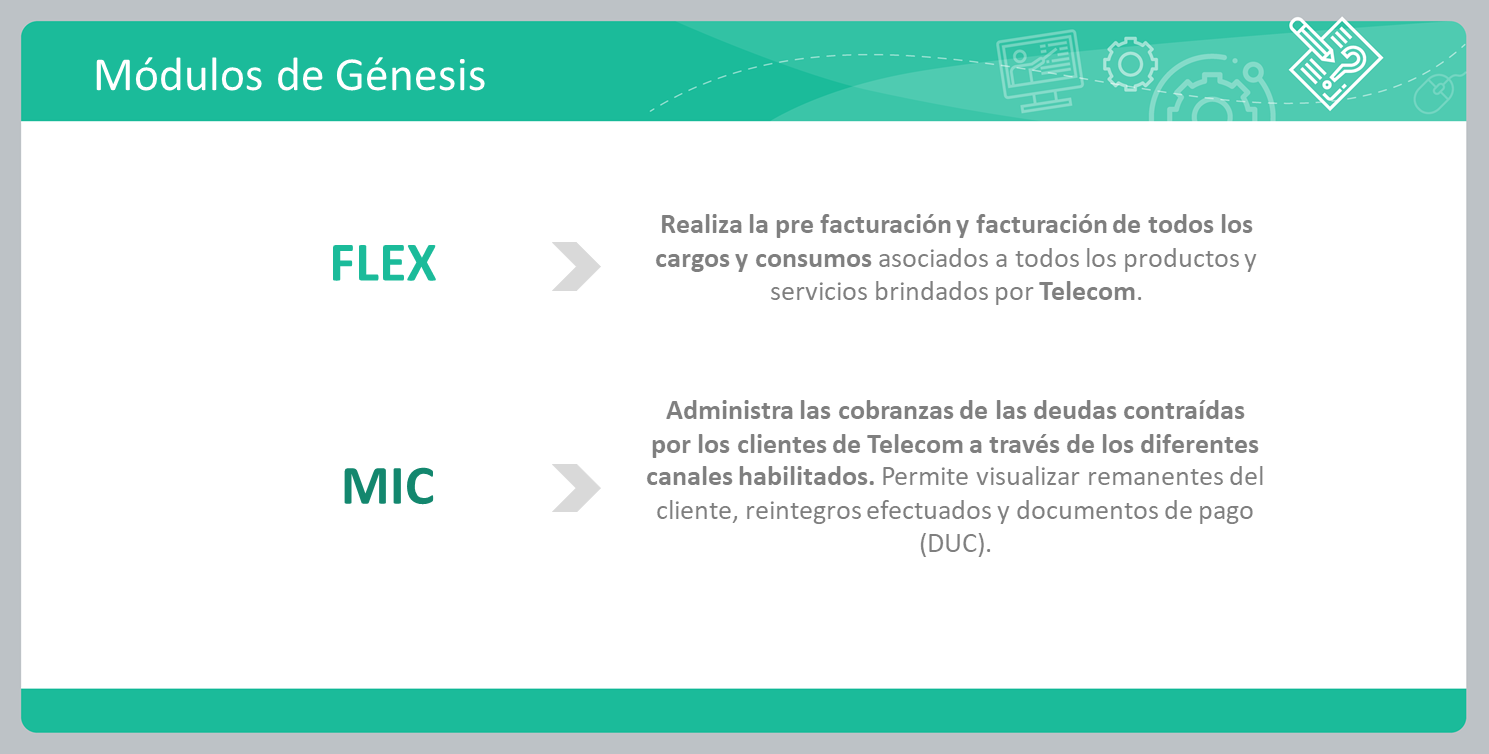 Módulos de Génesis
FLEX
Realiza la pre facturación y facturación de todos los
cargos y consumos asociados a todos los productos y
servicios brindados por Telecom.
MIC
Administra las cobranzas de las deudas contraídas
por los clientes de Telecom a través de los diferentes
canales habilitados. Permite visualizar remanentes del
cliente, reintegros efectuados y documentos de pago
(DUC).